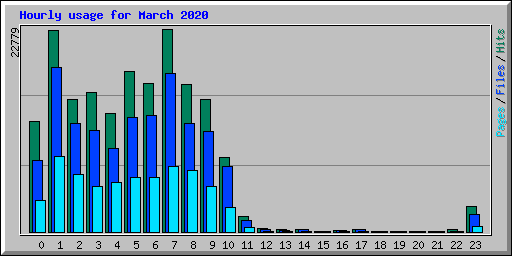 Hourly usage for March 2020
22779
Pages / Files / Hits
0 1 2 3 4 5 6 7 8 9 10 11 12 13 14 15 16 17 18 19 20 21 22 23